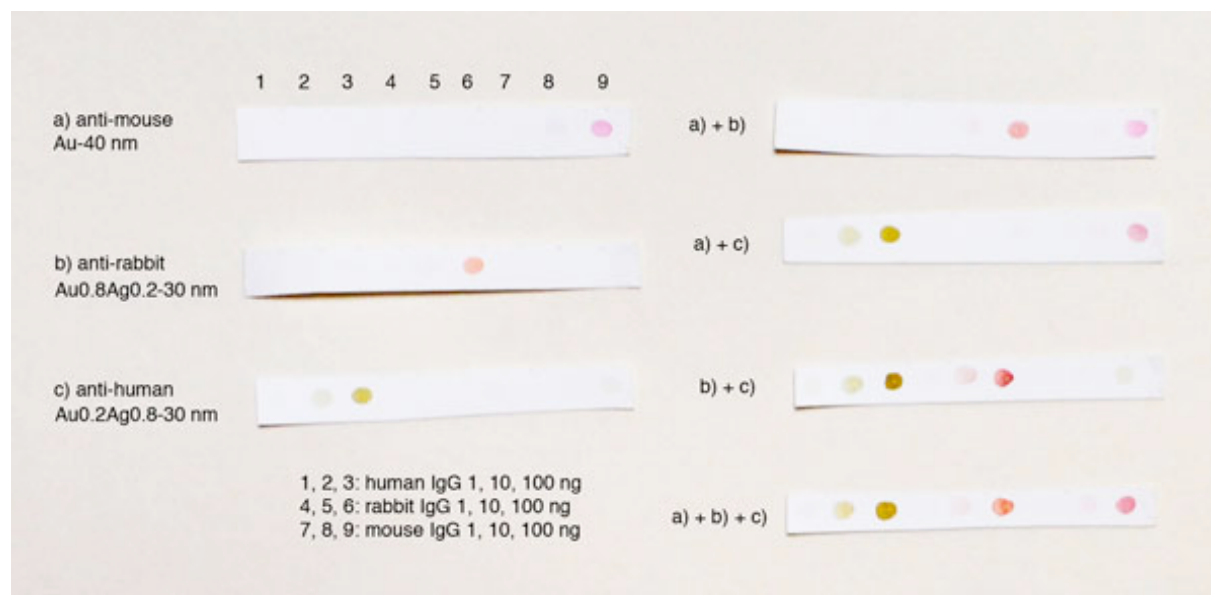 1 2 3 4 5 6 7 8 9
a) anti-mouse
Au-40 nm
b) anti-rabbit
Au0.8Ag0.2-30 nm
c) anti-human
Au0.2Ag0.8-30 nm
1, 2, 3: human IgG 1, 10, 100 ng
4, 5, 6: rabbit IgG 1, 10, 100 ng
7, 8, 9: mouse IgG 1, 10, 100 ng
a) + b)
a) + c)
b) + c)
a) + b) + c)